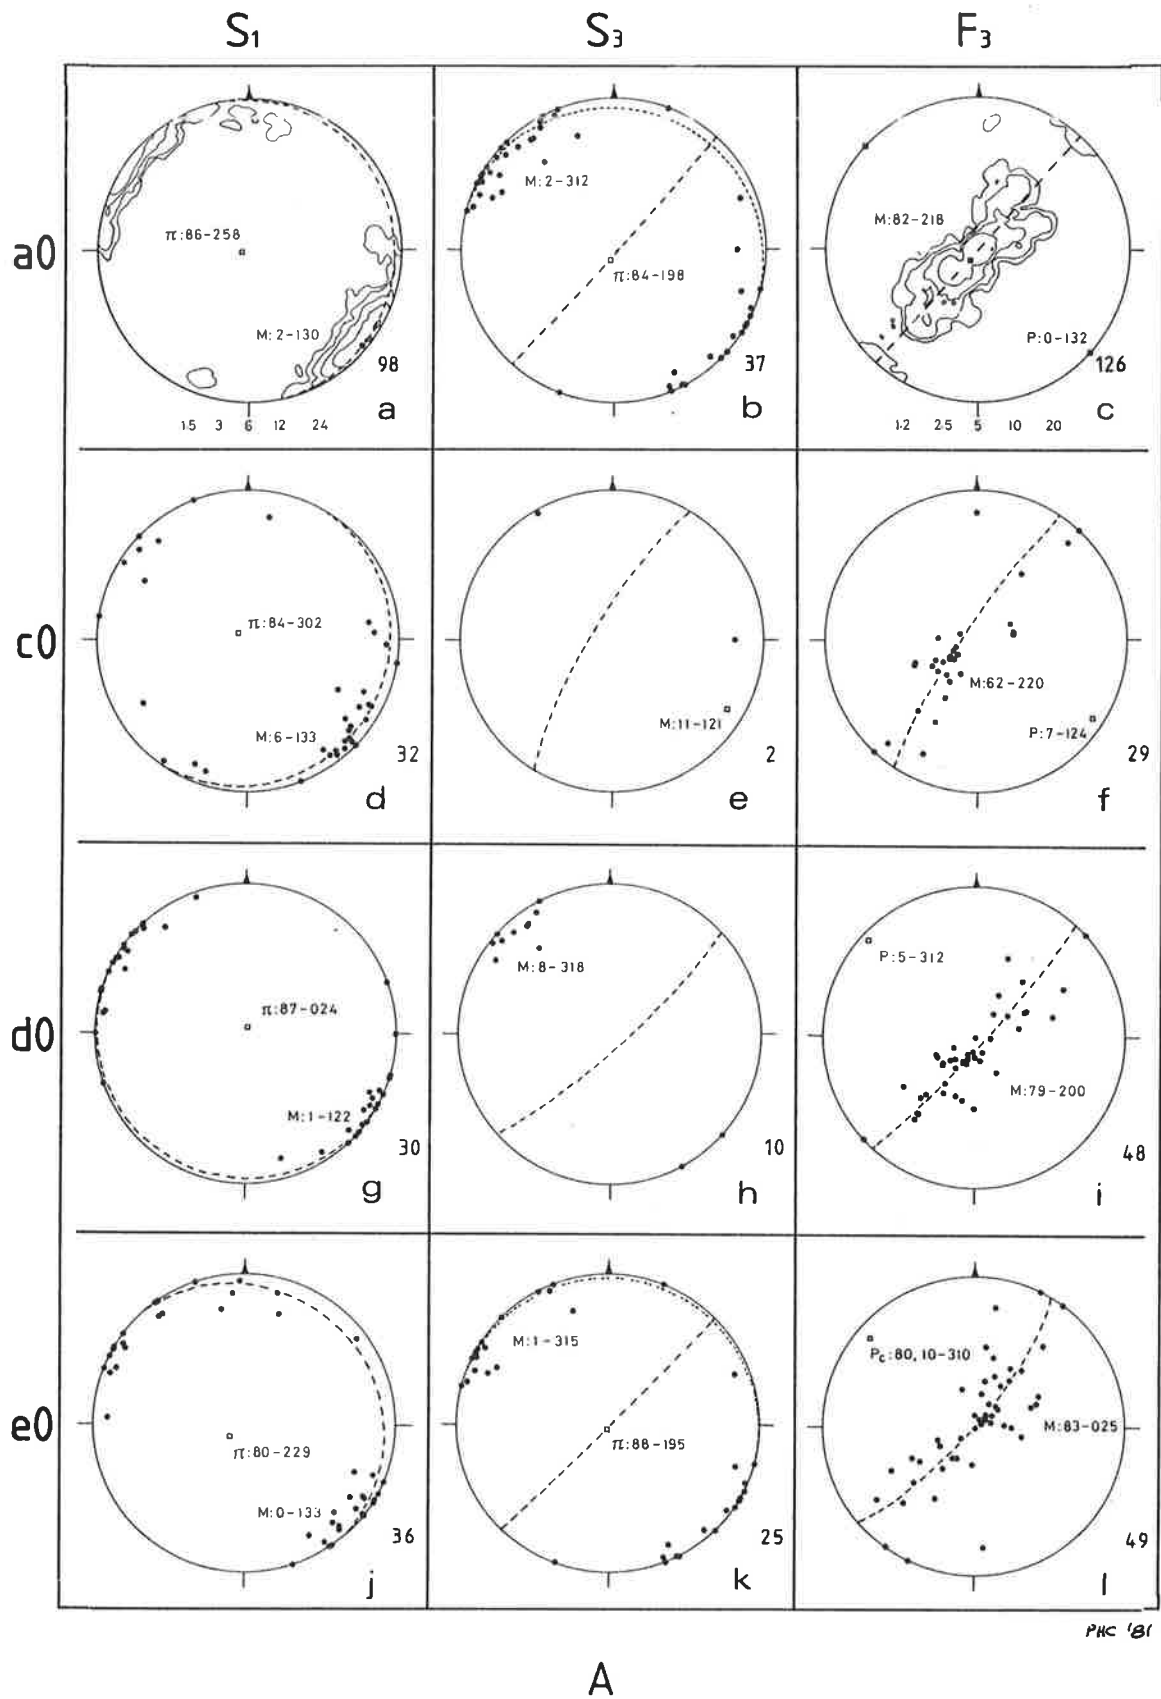 S₁ S₃ F₃
a0
π:86-258
M:2-130
98
a
1.5 3 6 12 24
M:2-312
π:84-198
37
b
M:82-218
P:0-132
126
c
1.2 2.5 5 10 20
c0
π:84-302
M:6-133
32
d
M:11-121
2
e
M:62-220
P:7-124
29
f
d0
π:87-024
M:1-122
30
g
M:8-318
10
h
P:5-312
M:79-200
48
i
e0
π:80-229
M:0-133
36
j
M:1-315
π:88-195
25
k
Pc:80,10-310
M:83-025
49
l
PHC '81
A